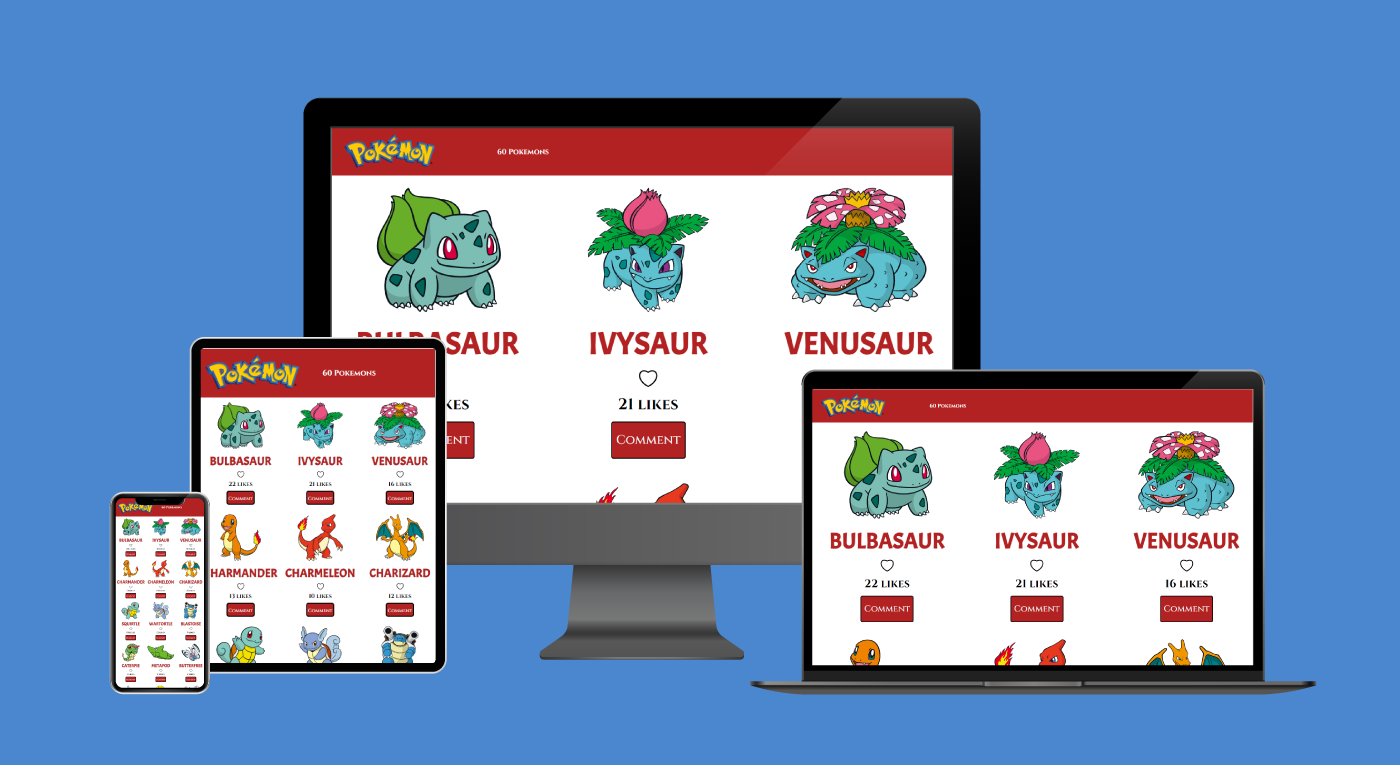 Pokémon
60 Pokemons
BULBASAUR IVYSAUR VENUSAUR
KES 21 LIKES
ENT Comment
Pokémon
60 Pokemons
BULBASAUR IVYSAUR VENUSAUR
22 LIKES 21 LIKES 16 LIKES
Comment Comment Comment
HARMANDER CHARMELEON CHARIZARD
13 LIKES 10 LIKES 12 LIKES
Comment Comment Comment
Pokémon
60 Pokemons
BULBASAUR IVYSAUR VENUSAUR
CHARMANDER CHARMELEON CHARIZARD
SQUIRTLE WARTORTLE BLASTOISE
CATERPIE METAPOD BUTTERFREE
Pokémon
60 Pokemons
BULBASAUR IVYSAUR VENUSAUR
22 LIKES 21 LIKES 16 LIKES
Comment Comment Comment